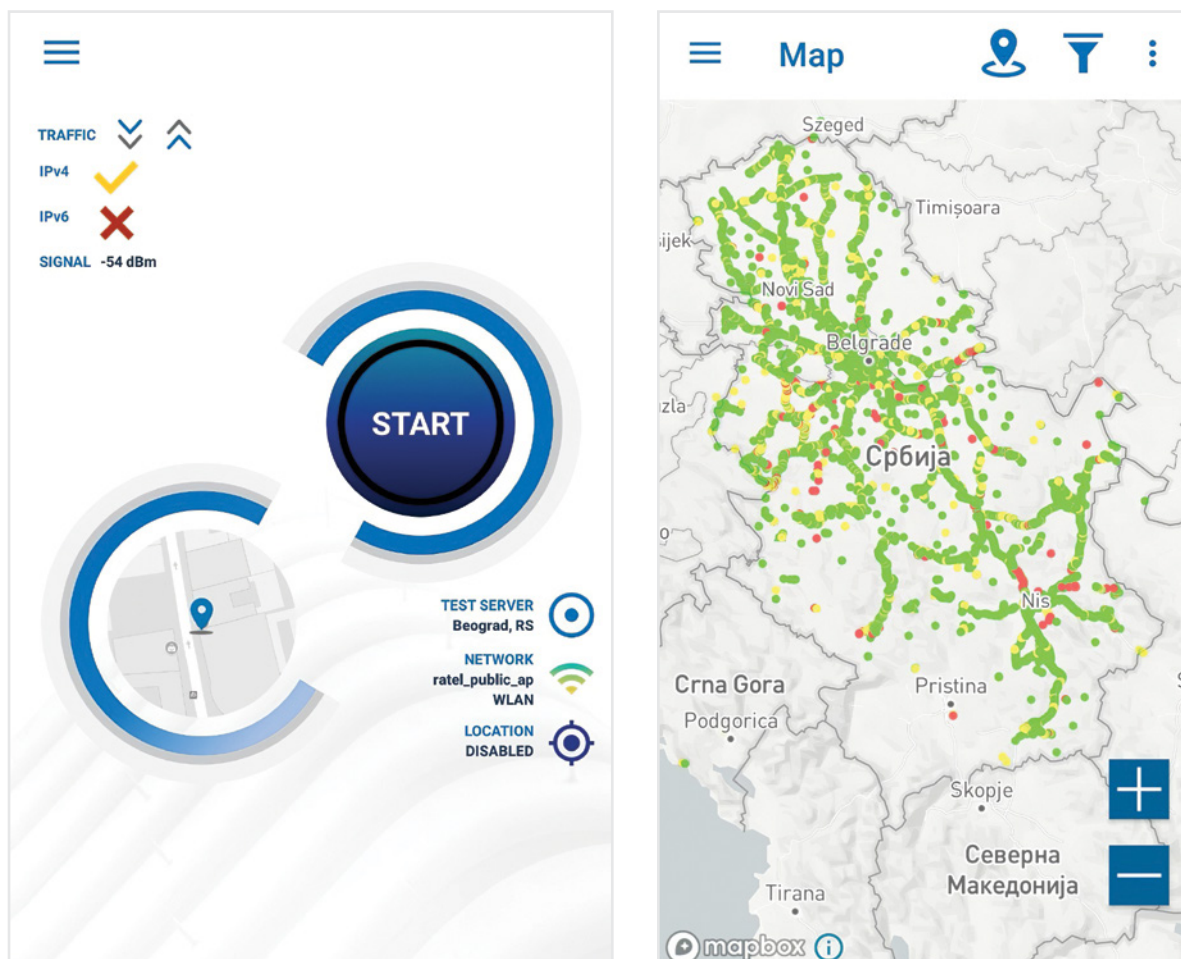 TRAFFIC
IPv4
IPv6
SIGNAL -54 dBm
START
TEST SERVER
Beograd, RS
NETWORK
ratel_public_ap
WLAN
LOCATION
DISABLED
Map
Szeged
Timișoara
ijek
Novi Sad
Belgrade
zla
Србија
Nis
Crna Gora
Podgorica
Pristina
Skopje
Северна
Македонија
Tirana
mapbox